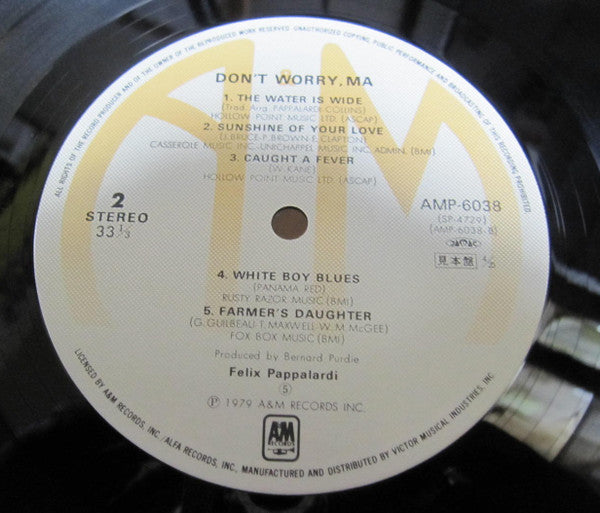 ALL RIGHTS OF THE RECORD PRODUCER AND OF THE OWNER OF THE REPRODUCED WORK RESERVED. UNAUTHORIZED COPYING, PUBLIC PERFORMANCE AND BROADCASTING OF THIS RECORDING PROHIBITED
DON'T WORRY, MA
1. THE WATER IS WIDE
(Trad. Arrg. PAPPALARDI-COLLINS)
HOLLOW POINT MUSIC LTD. (ASCAP)
2. SUNSHINE OF YOUR LOVE
(J. BRUCE-P. BROWN-E. CLAPTON)
CASSEROLE MUSIC INC.-UNICHAPPEL MUSIC INC. ADMIN. (BMI)
3. CAUGHT A FEVER
(W. KANE)
HOLLOW POINT MUSIC LTD. (ASCAP)
2
STEREO
33 1/3
AMP-6038
(SP-4729)
(AMP-6038-B)
見本盤
4. WHITE BOY BLUES
(PANAMA RED)
RUSTY RAZOR MUSIC (BMI)
5. FARMER'S DAUGHTER
(G. GUILBEAU-T. MAXWELL-W. M. McGEE)
FOX BOX MUSIC (BMI)
Produced by Bernard Purdie
Felix Pappalardi
5
Ⓟ 1979 A&M RECORDS INC.
A&M
RECORDS
LICENSED BY A&M RECORDS, INC./ALFA RECORDS, INC., MANUFACTURED AND DISTRIBUTED BY VICTOR MUSICAL INDUSTRIES, INC.
A&M